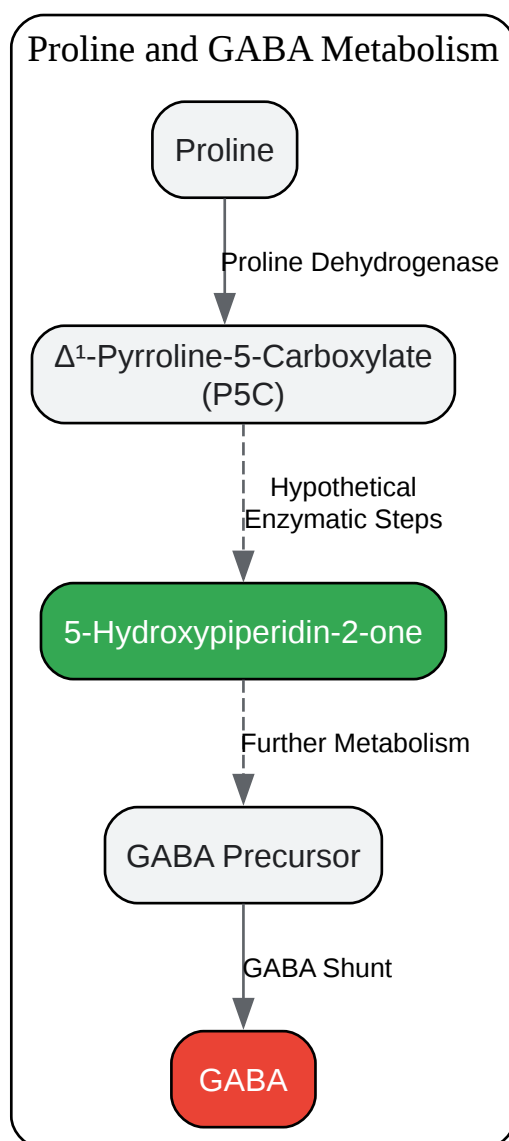 Proline and GABA Metabolism
Proline
Proline Dehydrogenase
Δ¹-Pyrroline-5-Carboxylate
(P5C)
Hypothetical
Enzymatic Steps
5-Hydroxypiperidin-2-one
Further Metabolism
GABA Precursor
GABA Shunt
GABA